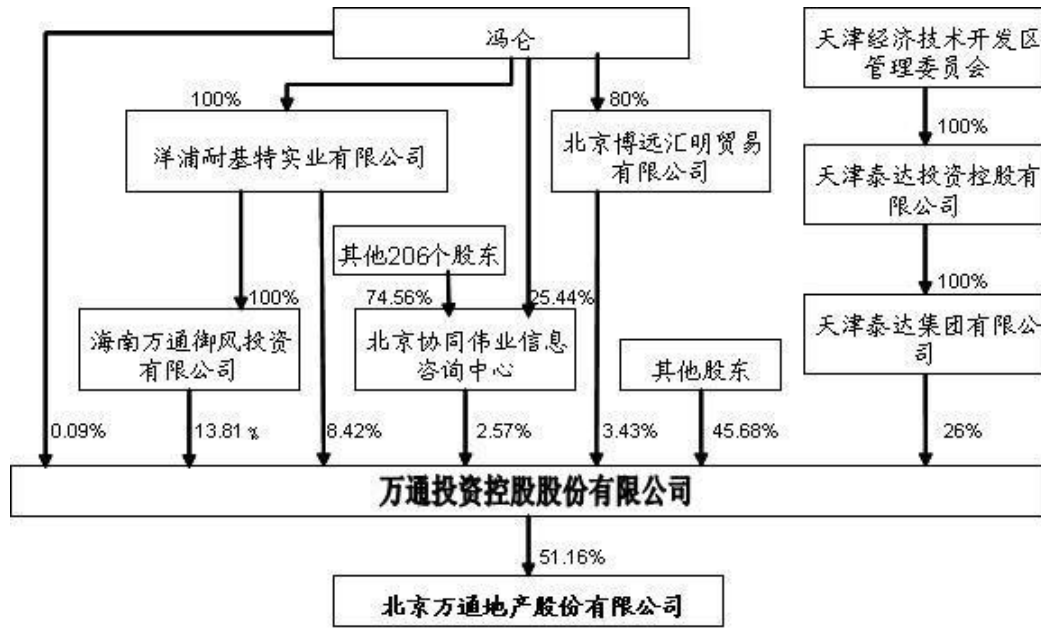 冯仑
天津经济技术开发区
管理委员会
100%
80%
洋浦耐基特实业有限公司
北京博远汇明贸易
有限公司
100%
天津泰达投资控股有
限公司
其他206个股东
100%
74.56%
25.44%
100%
海南万通御风投资
有限公司
北京协同伟业信息
咨询中心
其他股东
天津泰达集团有限公
司
0.09%
13.81%
8.42%
2.57%
3.43%
45.68%
26%
万通投资控股股份有限公司
51.16%
北京万通地产股份有限公司